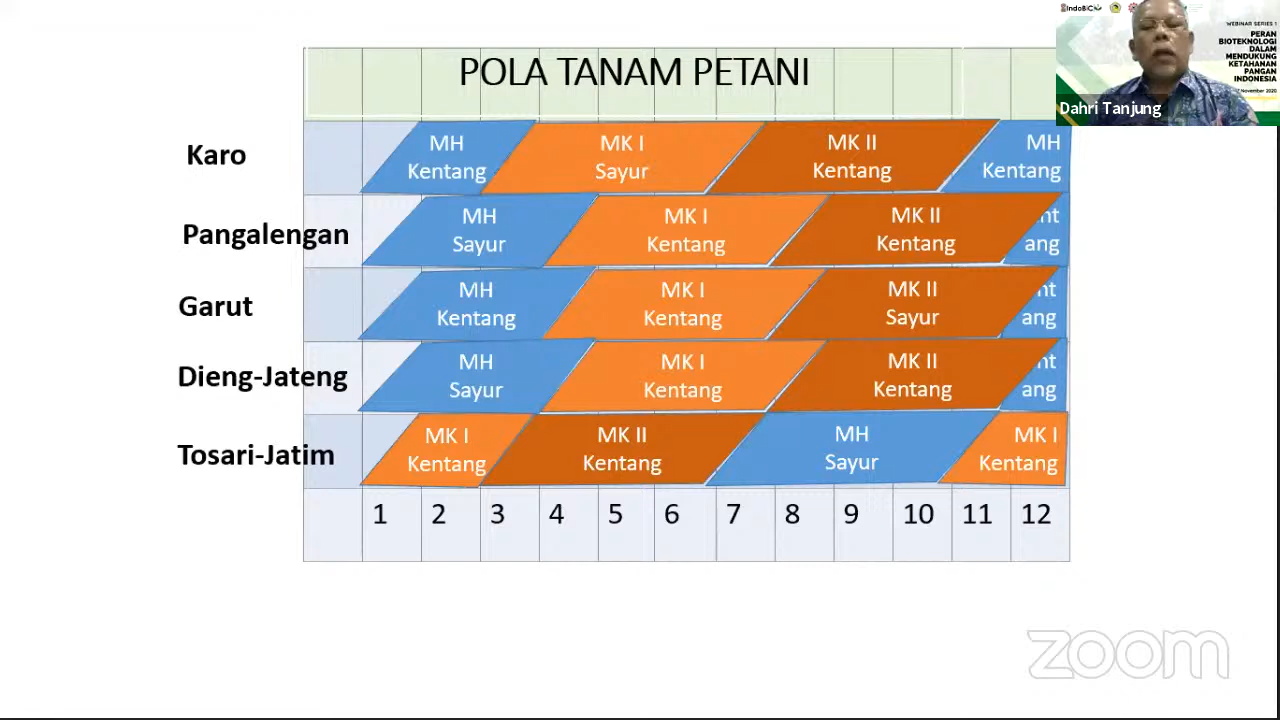 POLA TANAM PETANI
Karo
MH
Kentang
MK I
Sayur
MK II
Kentang
MH
Kentang
Pangalengan
MH
Sayur
MK I
Kentang
MK II
Kentang
nt
ang
Garut
MH
Kentang
MK I
Kentang
MK II
Sayur
nt
ang
Dieng-Jateng
MH
Sayur
MK I
Kentang
MK II
Kentang
nt
ang
Tosari-Jatim
MK I
Kentang
MK II
Kentang
MH
Sayur
MK I
Kentang
1 2 3 4 5 6 7 8 9 10 11 12
IndoBiC
WEBINAR SERIES 1
PERAN
BIOTEKNOLOGI
DALAM
MENDUKUNG
KETAHANAN
PANGAN
INDONESIA
November 2020
Dahri Tanjung
zoom